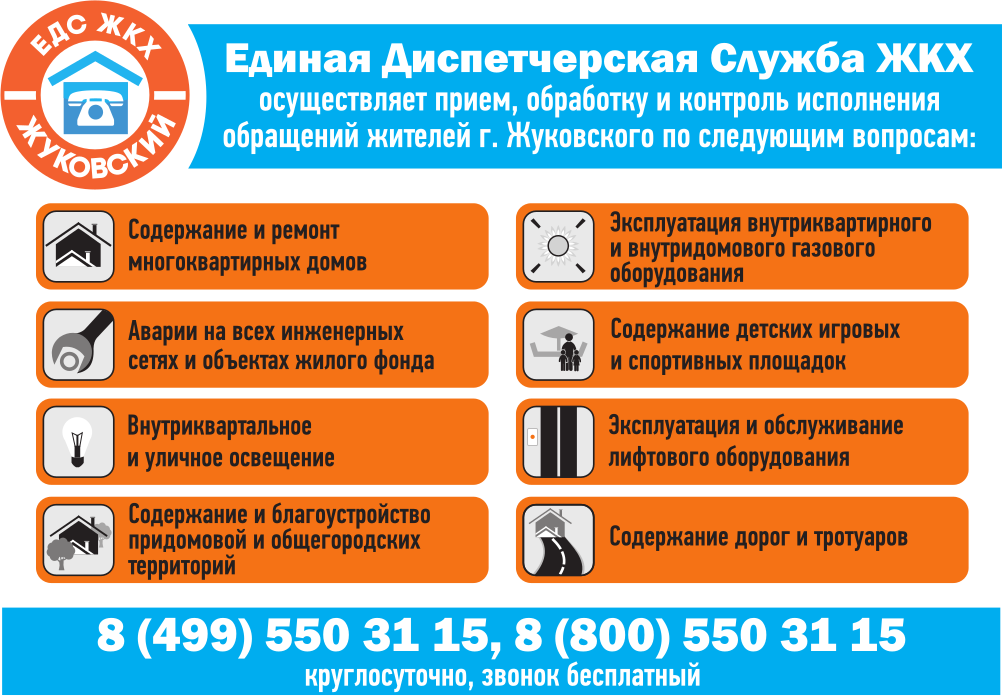 ЕДС ЖКХ
ЖУКОВСКИЙ
Единая Диспетчерская Служба ЖКХ
осуществляет прием, обработку и контроль исполнения
обращений жителей г. Жуковского по следующим вопросам:
Содержание и ремонт
многоквартирных домов
Аварии на всех инженерных
сетях и объектах жилого фонда
Внутриквартальное
и уличное освещение
Содержание и благоустройство
придомовой и общегородских
территорий
Эксплуатация внутриквартирного
и внутридомового газового
оборудования
Содержание детских игровых
и спортивных площадок
Эксплуатация и обслуживание
лифтового оборудования
Содержание дорог и тротуаров
8 (499) 550 31 15, 8 (800) 550 31 15
круглосуточно, звонок бесплатный